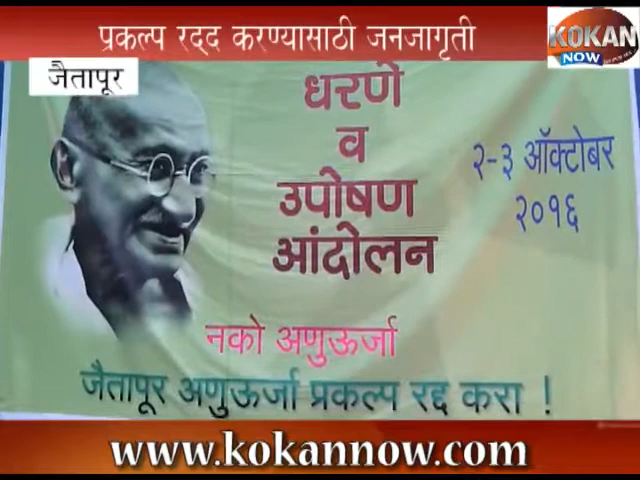 प्रकल्प रद्द करण्यासाठी जनजागृती
KOKAN
NOW
जैतापूर
धरणे
व
उपोषण
आंदोलन
२-३ ऑक्टोबर
२०१६
नको अणुऊर्जा
जैतापूर अणुऊर्जा प्रकल्प रद्द करा !
www.kokannow.com